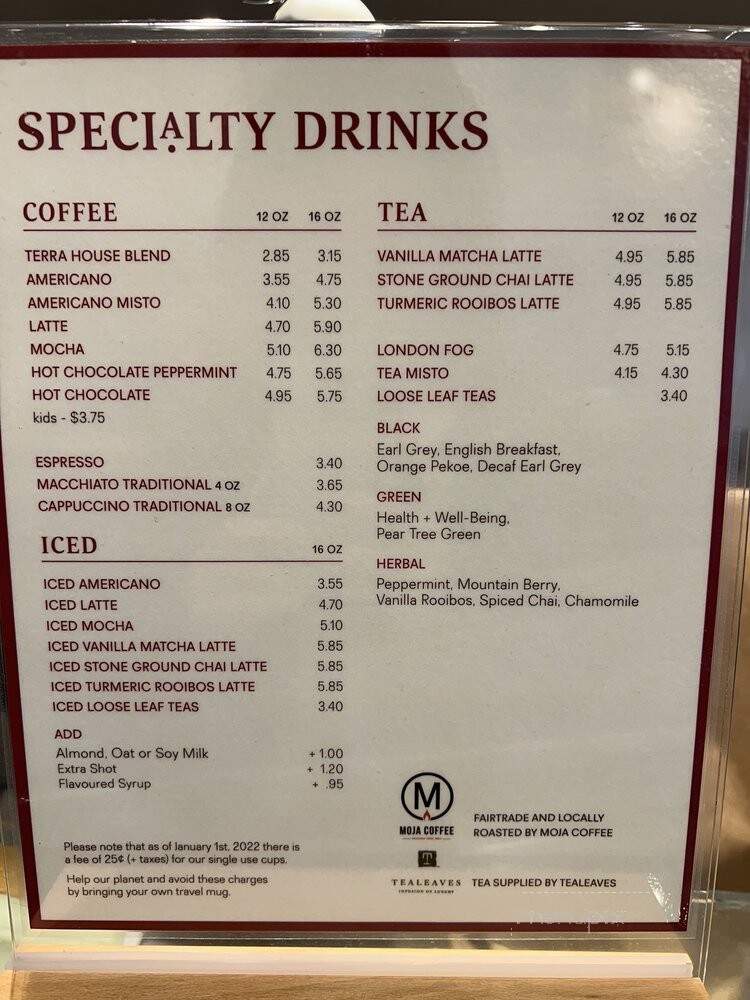 SPECIALTY DRINKS
COFFEE 12 OZ 16 OZ
TERRA HOUSE BLEND 2.85 3.15
AMERICANO 3.55 4.75
AMERICANO MISTO 4.10 5.30
LATTE 4.70 5.90
MOCHA 5.10 6.30
HOT CHOCOLATE PEPPERMINT 4.75 5.65
HOT CHOCOLATE 4.95 5.75
kids - $3.75
ESPRESSO 3.40
MACCHIATO TRADITIONAL 4 OZ 3.65
CAPPUCCINO TRADITIONAL 8 OZ 4.30
ICED 16 OZ
ICED AMERICANO 3.55
ICED LATTE 4.70
ICED MOCHA 5.10
ICED VANILLA MATCHA LATTE 5.85
ICED STONE GROUND CHAI LATTE 5.85
ICED TURMERIC ROOIBOS LATTE 5.85
ICED LOOSE LEAF TEAS 3.40
ADD
Almond, Oat or Soy Milk + 1.00
Extra Shot + 1.20
Flavoured Syrup + .95
Please note that as of January 1st, 2022 there is
a fee of 25¢ (+ taxes) for our single use cups.
Help our planet and avoid these charges
by bringing your own travel mug.
TEA 12 OZ 16 OZ
VANILLA MATCHA LATTE 4.95 5.85
STONE GROUND CHAI LATTE 4.95 5.85
TURMERIC ROOIBOS LATTE 4.95 5.85
LONDON FOG 4.75 5.15
TEA MISTO 4.15 4.30
LOOSE LEAF TEAS 3.40
BLACK
Earl Grey, English Breakfast,
Orange Pekoe, Decaf Earl Grey
GREEN
Health + Well-Being,
Pear Tree Green
HERBAL
Peppermint, Mountain Berry,
Vanilla Rooibos, Spiced Chai, Chamomile
M
MOJA COFFEE
FAIRTRADE AND LOCALLY
ROASTED BY MOJA COFFEE
T
TEALEAVES
INFUSION OF LUXURY
TEA SUPPLIED BY TEALEAVES